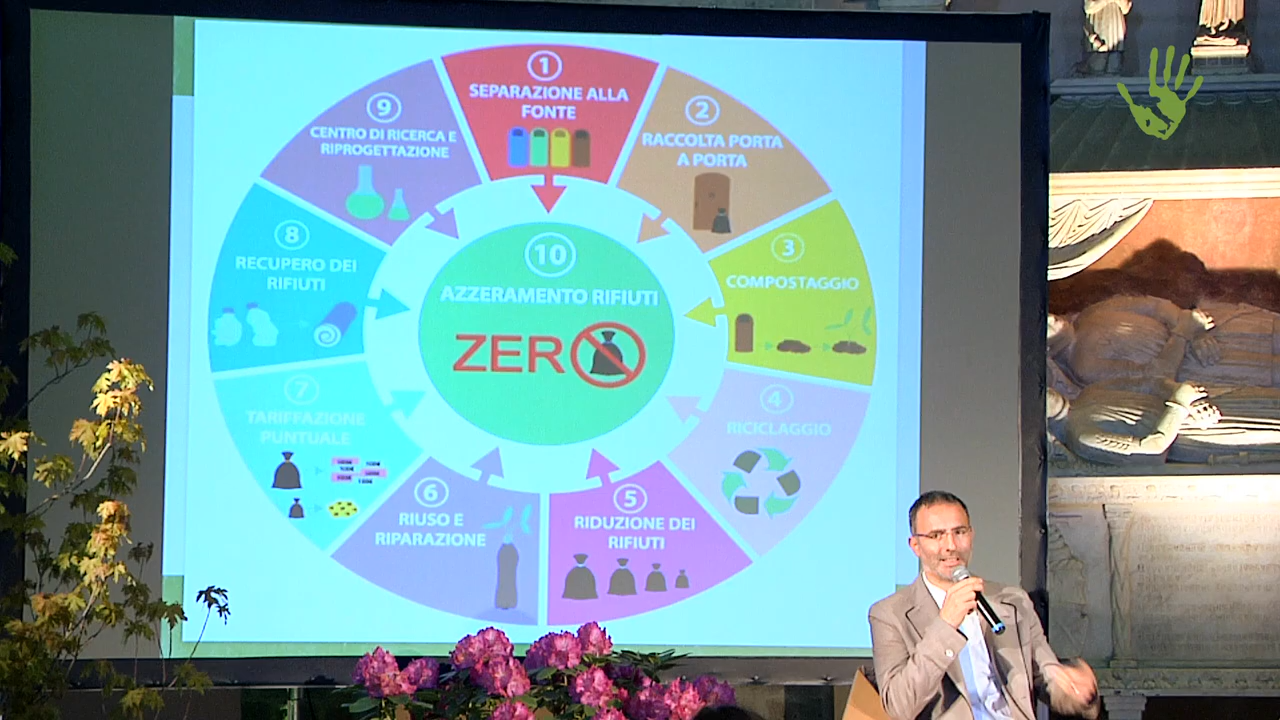 1
SEPARAZIONE ALLA
FONTE
2
RACCOLTA PORTA
A PORTA
3
COMPOSTAGGIO
4
RICICLAGGIO
5
RIDUZIONE DEI
RIFIUTI
6
RIUSO E
RIPARAZIONE
7
TARIFFAZIONE
PUNTUALE
8
RECUPERO DEI
RIFIUTI
9
CENTRO DI RICERCA E
RIPROGETTAZIONE
10
AZZERAMENTO RIFIUTI
ZERO